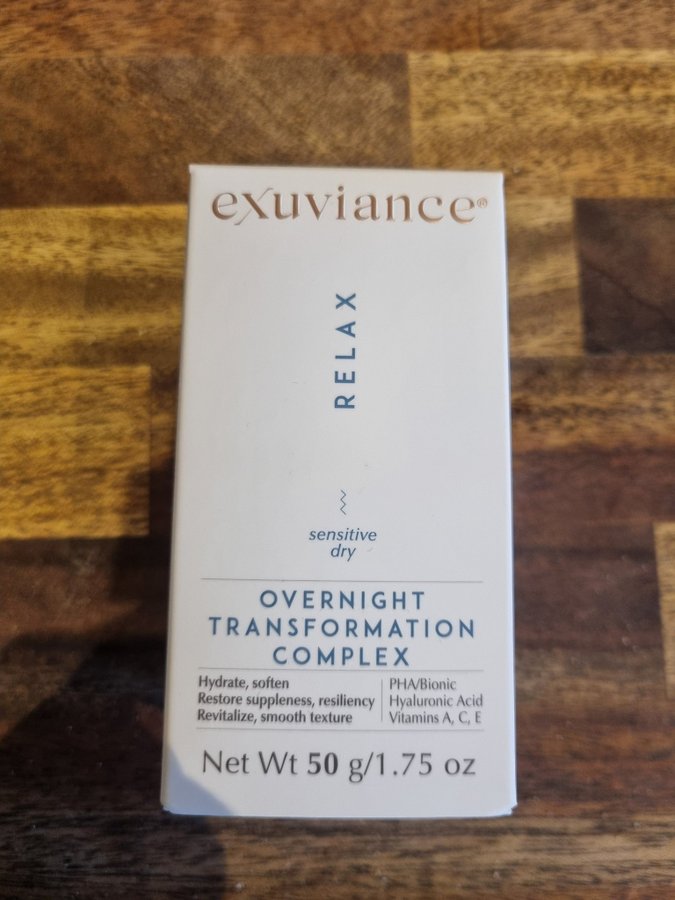 exuviance®
RELAX
sensitive
dry
OVERNIGHT
TRANSFORMATION
COMPLEX
Hydrate, soften
Restore suppleness, resiliency
Revitalize, smooth texture
PHA/Bionic
Hyaluronic Acid
Vitamins A, C, E
Net Wt 50 g/1.75 oz